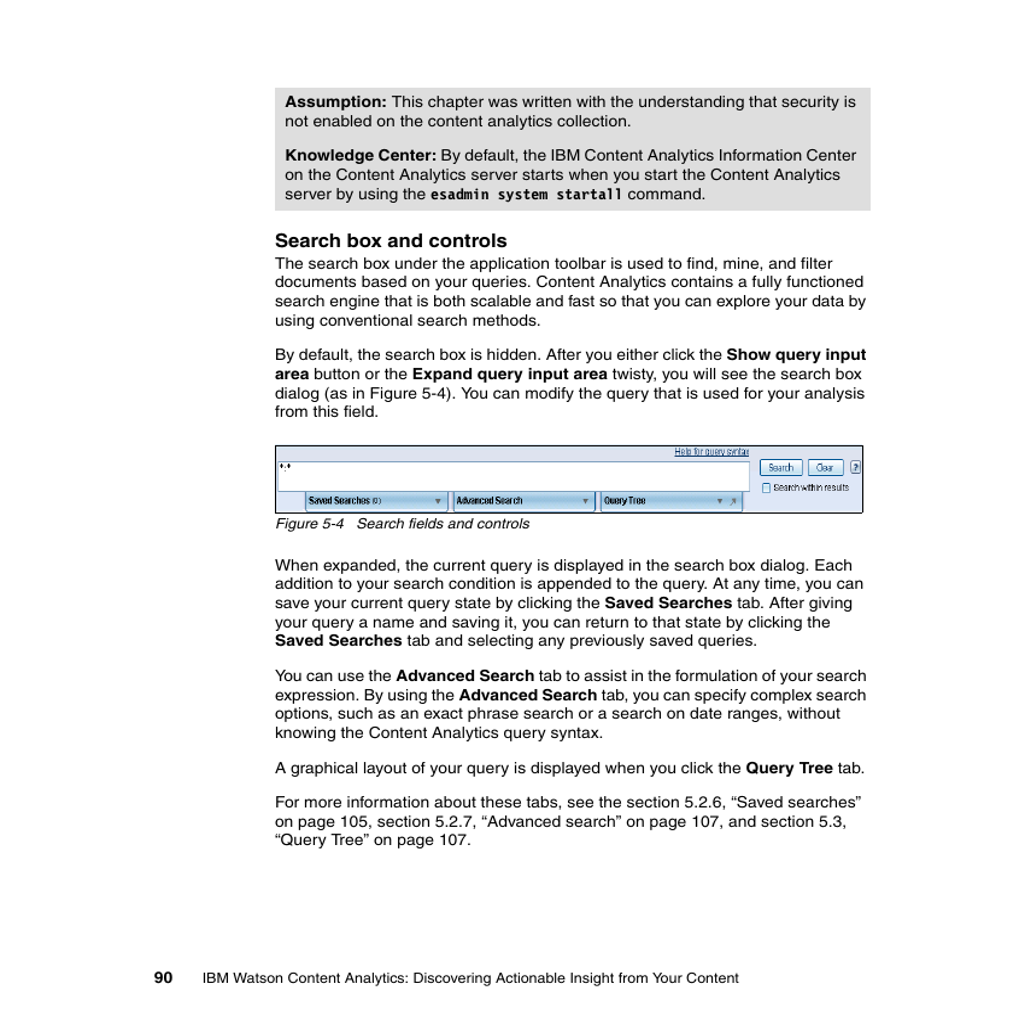 Assumption: This chapter was written with the understanding that security is
not enabled on the content analytics collection.
Knowledge Center: By default, the IBM Content Analytics Information Center
on the Content Analytics server starts when you start the Content Analytics
server by using the esadmin system startall command.
Search box and controls
The search box under the application toolbar is used to find, mine, and filter
documents based on your queries. Content Analytics contains a fully functioned
search engine that is both scalable and fast so that you can explore your data by
using conventional search methods.
By default, the search box is hidden. After you either click the Show query input
area button or the Expand query input area twisty, you will see the search box
dialog (as in Figure 5-4). You can modify the query that is used for your analysis
from this field.
Help for query syntax
*:*
Search Clear ?
Search within results
Saved Searches (0) Advanced Search Query Tree
Figure 5-4 Search fields and controls
When expanded, the current query is displayed in the search box dialog. Each
addition to your search condition is appended to the query. At any time, you can
save your current query state by clicking the Saved Searches tab. After giving
your query a name and saving it, you can return to that state by clicking the
Saved Searches tab and selecting any previously saved queries.
You can use the Advanced Search tab to assist in the formulation of your search
expression. By using the Advanced Search tab, you can specify complex search
options, such as an exact phrase search or a search on date ranges, without
knowing the Content Analytics query syntax.
A graphical layout of your query is displayed when you click the Query Tree tab.
For more information about these tabs, see the section 5.2.6, “Saved searches”
on page 105, section 5.2.7, “Advanced search” on page 107, and section 5.3,
“Query Tree” on page 107.
90 IBM Watson Content Analytics: Discovering Actionable Insight from Your Content